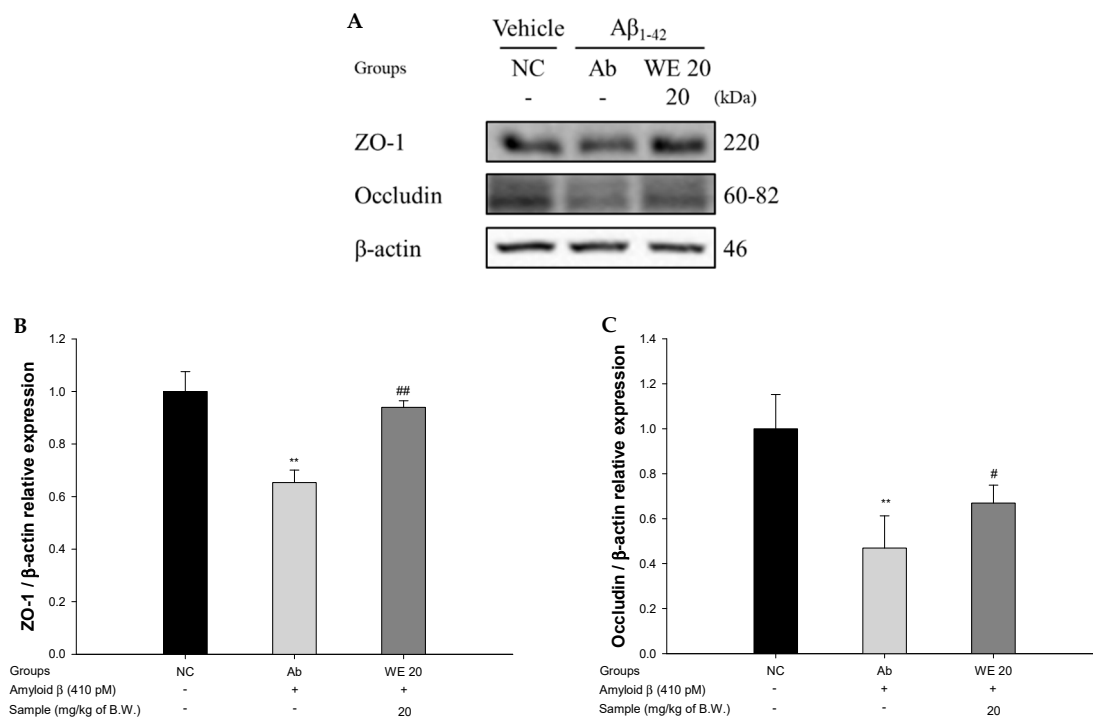 A
Vehicle Aβ1-42
Groups NC Ab WE 20
- - 20 (kDa)
ZO-1 220
Occludin 60-82
β-actin 46
B
ZO-1 / β-actin relative expression
1.2
1.0
0.8
0.6
0.4
0.2
0.0
**
##
Groups NC Ab WE 20
Amyloid β (410 pM) - + +
Sample (mg/kg of B.W.) - - 20
C
Occludin / β-actin relative expression
1.4
1.2
1.0
0.8
0.6
0.4
0.2
0.0
**
#
Groups NC Ab WE 20
Amyloid β (410 pM) - + +
Sample (mg/kg of B.W.) - - 20